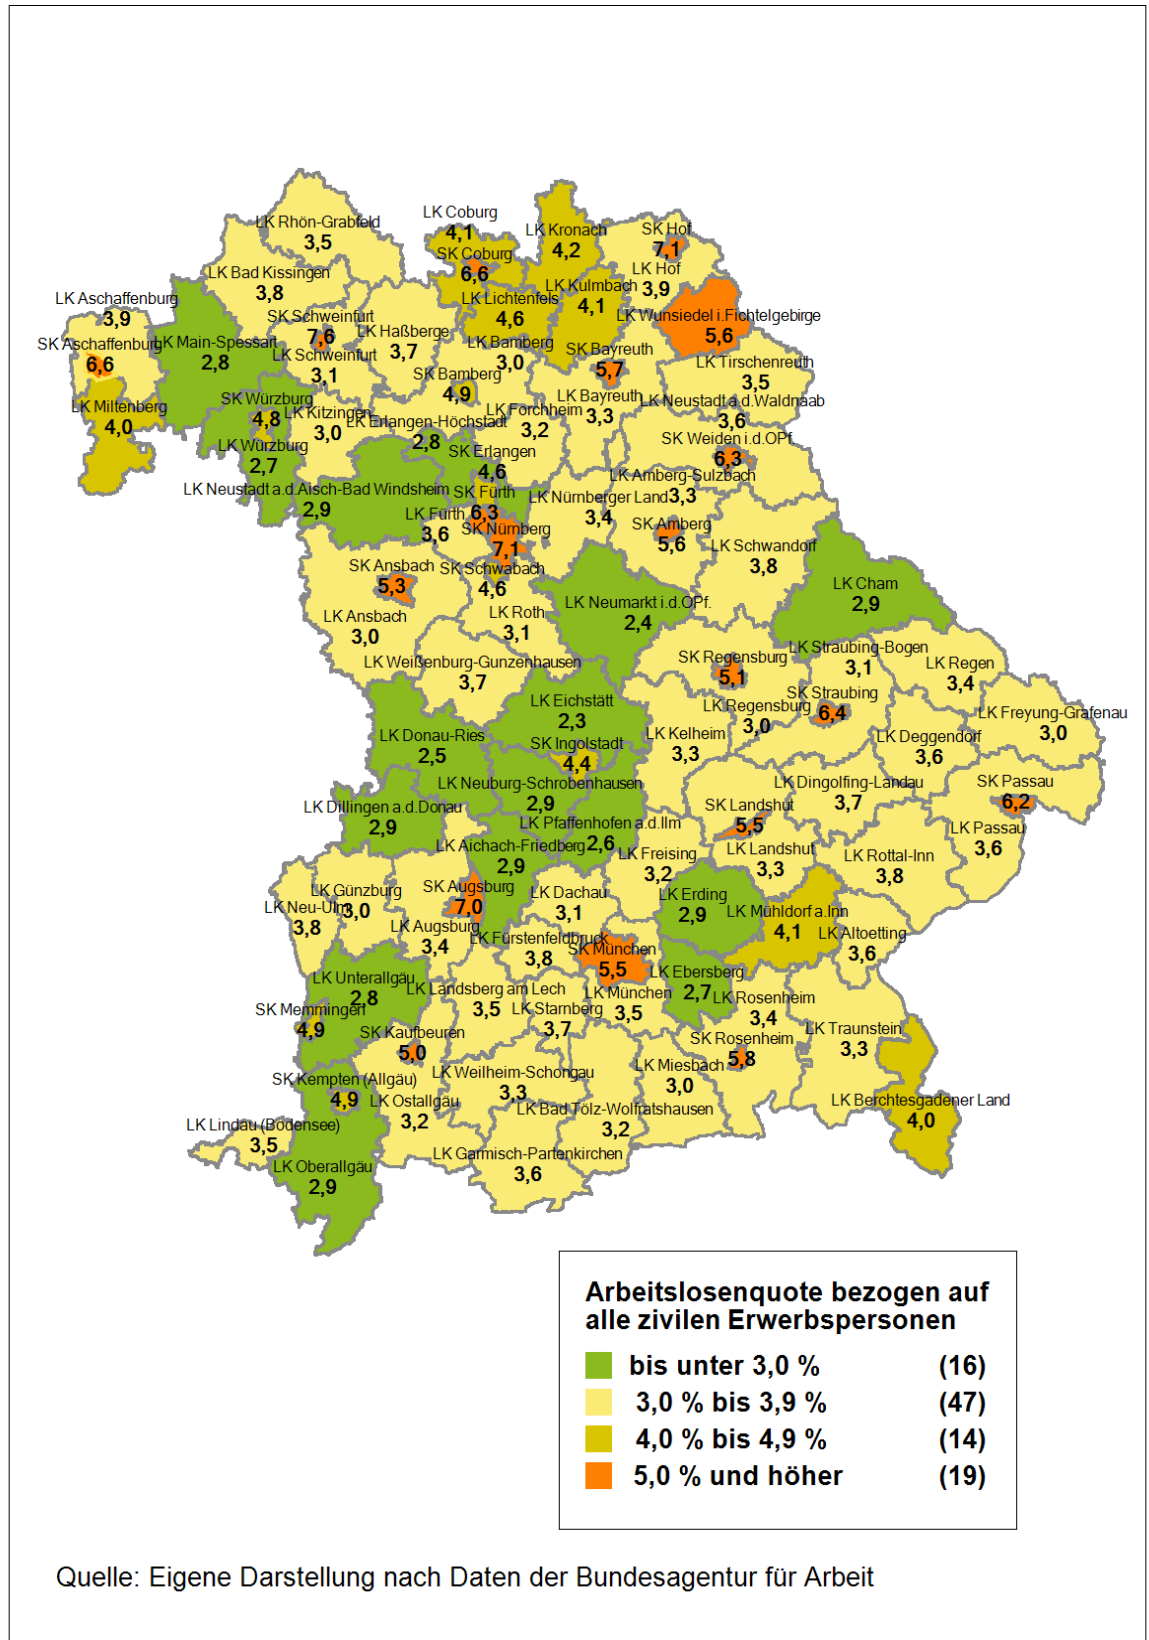 LK Coburg
4,1
LK Rhön-Grabfeld
3,5
LK Kronach
4,2
SK Hof
7,1
SK Coburg
6,6
LK Bad Kissingen
3,8
LK Hof
3,9
LK Kulmbach
4,1
LK Aschaffenburg
3,9
LK Lichtenfels
4,6
SK Schweinfurt
7,6
LK Wunsiedel i.Fichtelgebirge
5,6
LK Haßberge
3,7
SK Aschaffenburg
6,6
LK Main-Spessart
2,8
LK Bamberg
3,0
SK Bayreuth
5,7
LK Schweinfurt
3,1
LK Tirschenreuth
3,5
SK Bamberg
4,9
LK Bayreuth
3,3
SK Würzburg
4,8
LK Neustadt a.d.Waldnaab
3,6
LK Miltenberg
4,0
LK Kitzingen
3,0
LK Forchheim
3,2
LK Erlangen-Höchstadt
2,8
SK Weiden i.d.OPf.
6,3
LK Würzburg
2,7
SK Erlangen
4,6
LK Amberg-Sulzbach
3,3
LK Neustadt a.d.Aisch-Bad Windsheim
2,9
SK Fürth
6,3
LK Nürnberger Land
3,4
LK Fürth
3,6
SK Nürnberg
7,1
SK Amberg
5,6
LK Schwandorf
3,8
SK Ansbach
5,3
SK Schwabach
4,6
LK Cham
2,9
LK Neumarkt i.d.OPf.
2,4
LK Ansbach
3,0
LK Roth
3,1
LK Straubing-Bogen
3,1
SK Regensburg
5,1
LK Weißenburg-Gunzenhausen
3,7
LK Regen
3,4
SK Straubing
6,4
LK Eichstätt
2,3
LK Regensburg
3,0
LK Freyung-Grafenau
3,0
LK Donau-Ries
2,5
LK Kelheim
3,3
LK Deggendorf
3,6
SK Ingolstadt
4,4
LK Neuburg-Schrobenhausen
2,9
LK Dingolfing-Landau
3,7
SK Passau
6,2
LK Dillingen a.d.Donau
2,9
SK Landshut
5,5
LK Pfaffenhofen a.d.Ilm
2,6
LK Passau
3,6
LK Aichach-Friedberg
2,9
LK Freising
3,2
LK Landshut
3,3
LK Rottal-Inn
3,8
SK Augsburg
7,0
LK Günzburg
3,0
LK Dachau
3,1
LK Erding
2,9
LK Neu-Ulm
3,8
LK Mühldorf a.Inn
4,1
LK Augsburg
3,4
LK Altoetting
3,6
LK Fürstenfeldbruck
3,8
SK München
5,5
LK Unterallgäu
2,8
LK Ebersberg
2,7
LK Landsberg am Lech
3,5
LK München
3,5
LK Rosenheim
3,4
SK Memmingen
4,9
LK Starnberg
3,7
LK Traunstein
3,3
SK Kaufbeuren
5,0
SK Rosenheim
5,8
LK Miesbach
3,0
LK Weilheim-Schongau
3,3
SK Kempten (Allgäu)
4,9
LK Ostallgäu
3,2
LK Berchtesgadener Land
4,0
LK Bad Tölz-Wolfratshausen
3,2
LK Lindau (Bodensee)
3,5
LK Garmisch-Partenkirchen
3,6
LK Oberallgäu
2,9
Arbeitslosenquote bezogen auf
alle zivilen Erwerbspersonen
bis unter 3,0 % (16)
3,0 % bis 3,9 % (47)
4,0 % bis 4,9 % (14)
5,0 % und höher (19)
Quelle: Eigene Darstellung nach Daten der Bundesagentur für Arbeit